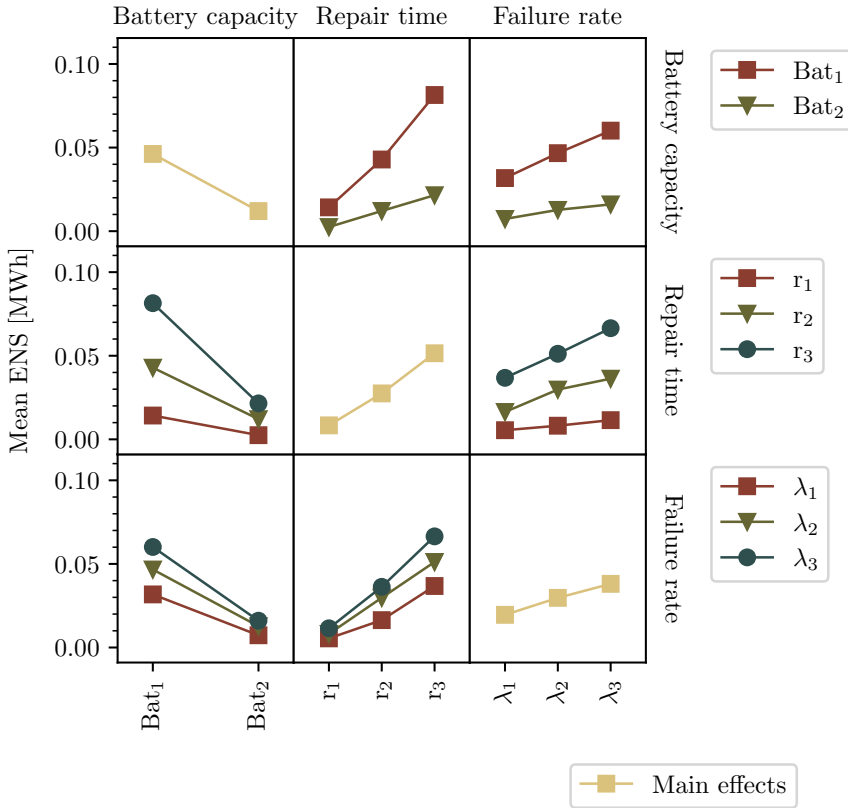 Battery capacity Repair time Failure rate
Mean ENS [MWh]
0.10
0.05
0.00
Battery capacity
Bat₁
Bat₂
0.10
0.05
0.00
Repair time
r₁
r₂
r₃
0.10
0.05
0.00
Failure rate
λ₁
λ₂
λ₃
Bat₁ Bat₂ r₁ r₂ r₃ λ₁ λ₂ λ₃
Main effects